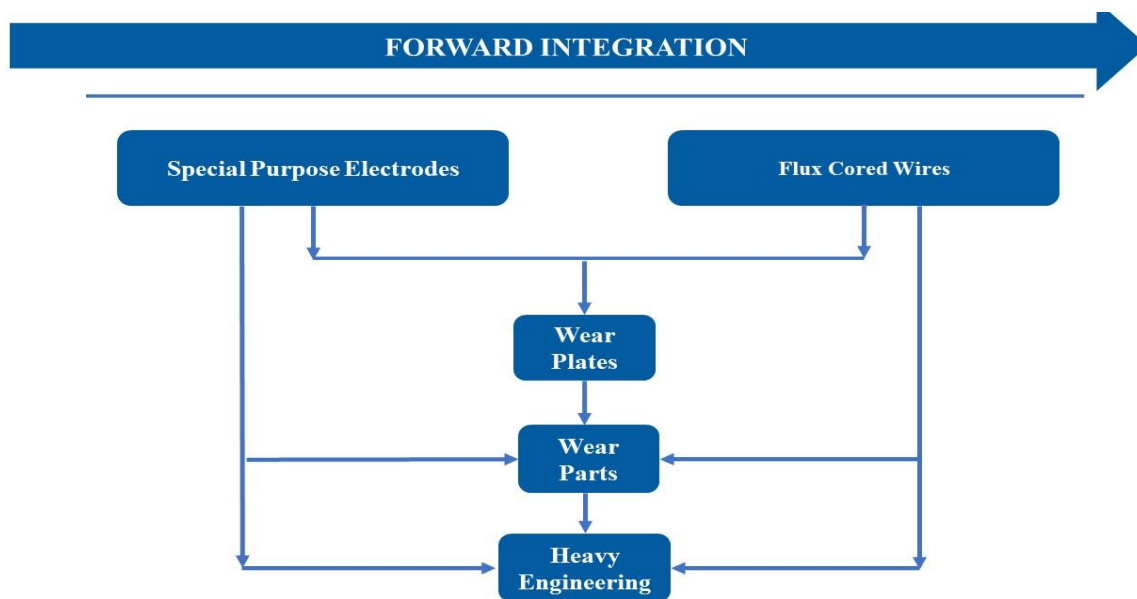 FORWARD INTEGRATION
Special Purpose Electrodes
Flux Cored Wires
Wear
Plates
Wear
Parts
Heavy
Engineering